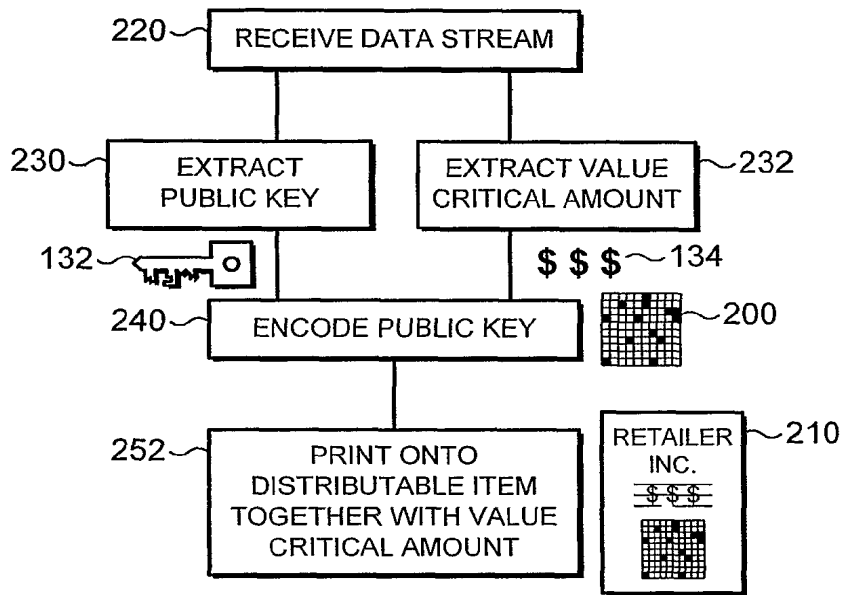 220
RECEIVE DATA STREAM
230
EXTRACT
PUBLIC KEY
EXTRACT VALUE
CRITICAL AMOUNT
232
132
$ $ $
134
240
ENCODE PUBLIC KEY
200
252
PRINT ONTO
DISTRIBUTABLE ITEM
TOGETHER WITH VALUE
CRITICAL AMOUNT
RETAILER
INC.
$ $ $
210